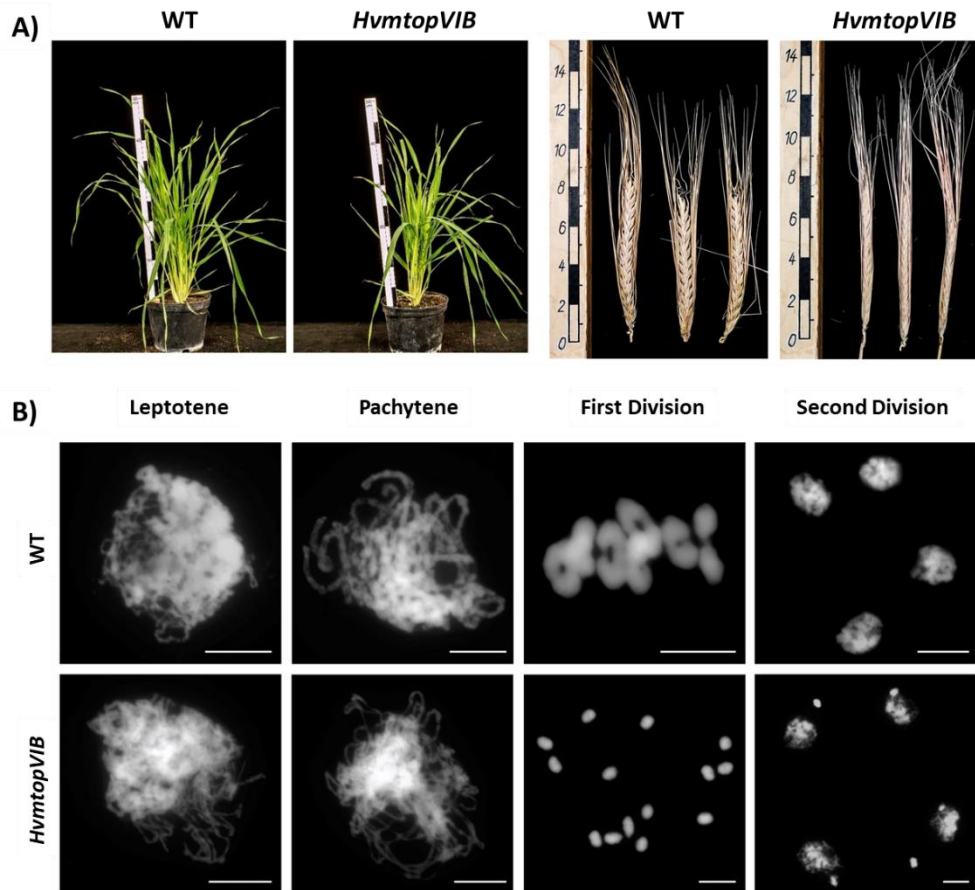 A)
WT
HvmtopVIB
WT
HvmtopVIB
14
12
10
8
6
4
2
0
14
12
10
8
6
4
2
0
B)
Leptotene
Pachytene
First Division
Second Division
WT
HvmtopVIB